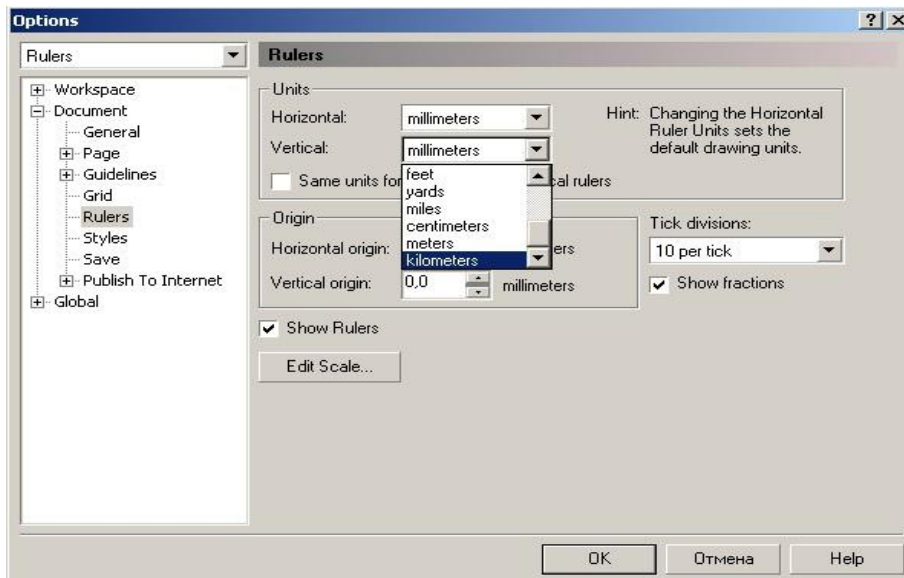 Options
Rulers
Workspace
Document
General
Page
Guidelines
Grid
Rulers
Styles
Save
Publish To Internet
Global
Rulers
Units
Horizontal: millimeters
Vertical: millimeters
Hint: Changing the Horizontal
Ruler Units sets the
default drawing units.
feet
yards
miles
centimeters
meters
kilometers
Same units for cal rulers
Origin
Horizontal origin: ers
Vertical origin: 0,0 millimeters
Tick divisions:
10 per tick
Show fractions
Show Rulers
Edit Scale...
OK Отмена Help